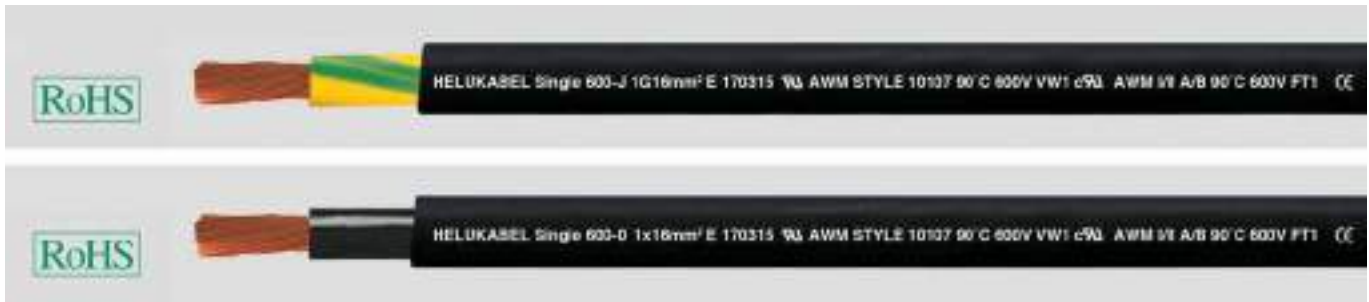 RoHS
HELUKABEL Single 600-J 1G16mm² E 170315 AWM STYLE 10107 90°C 600V VW1 AWM I/II A/B 90°C 600V FT1 CE
RoHS
HELUKABEL Single 600-O 1x16mm² E 170315 AWM STYLE 10107 90°C 600V VW1 AWM I/II A/B 90°C 600V FT1 CE